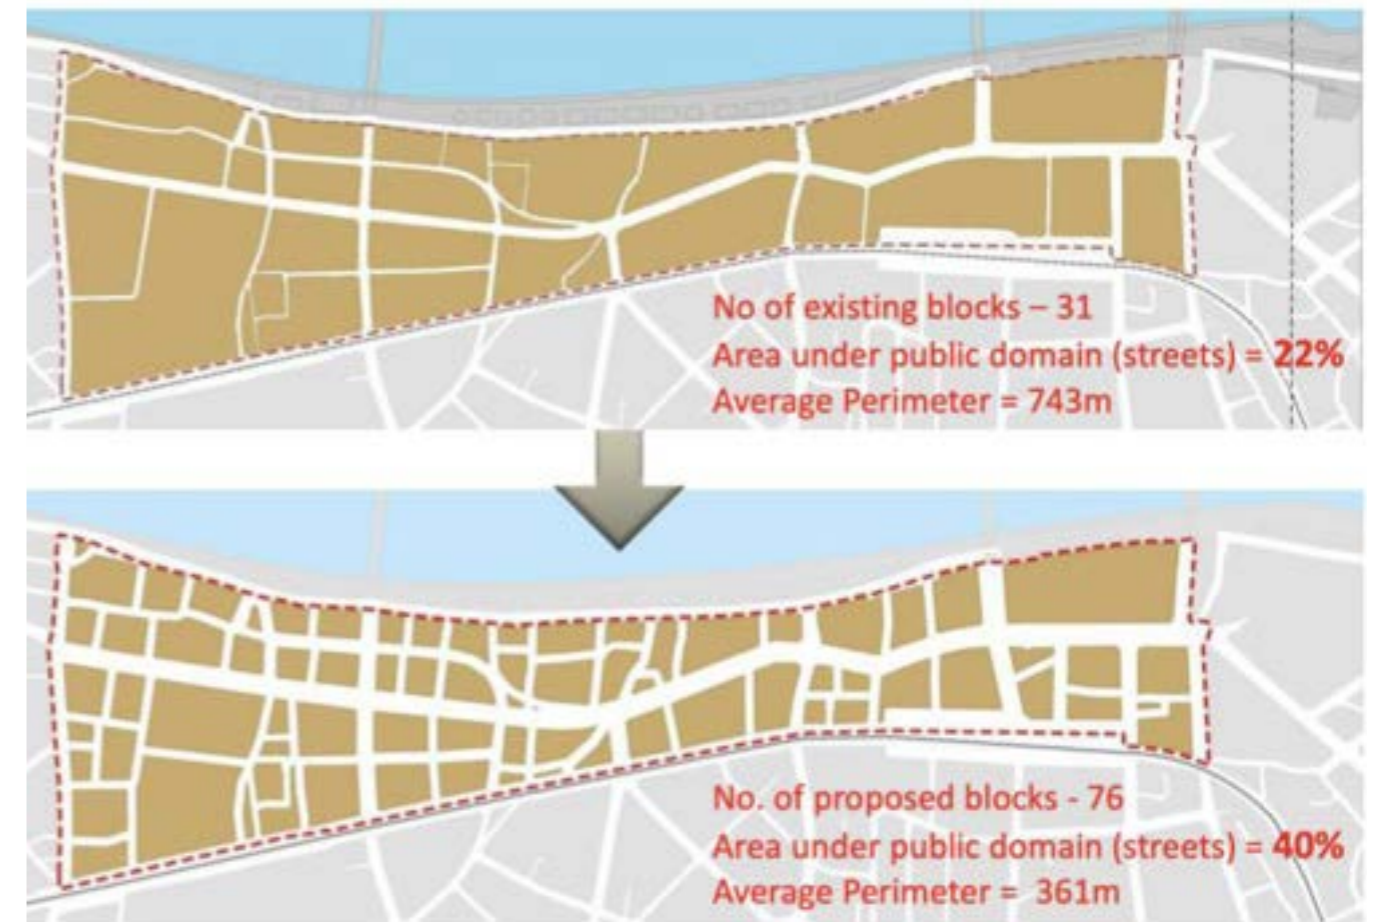 No of existing blocks – 31
Area under public domain (streets) = 22%
Average Perimeter = 743m
No. of proposed blocks - 76
Area under public domain (streets) = 40%
Average Perimeter = 361m